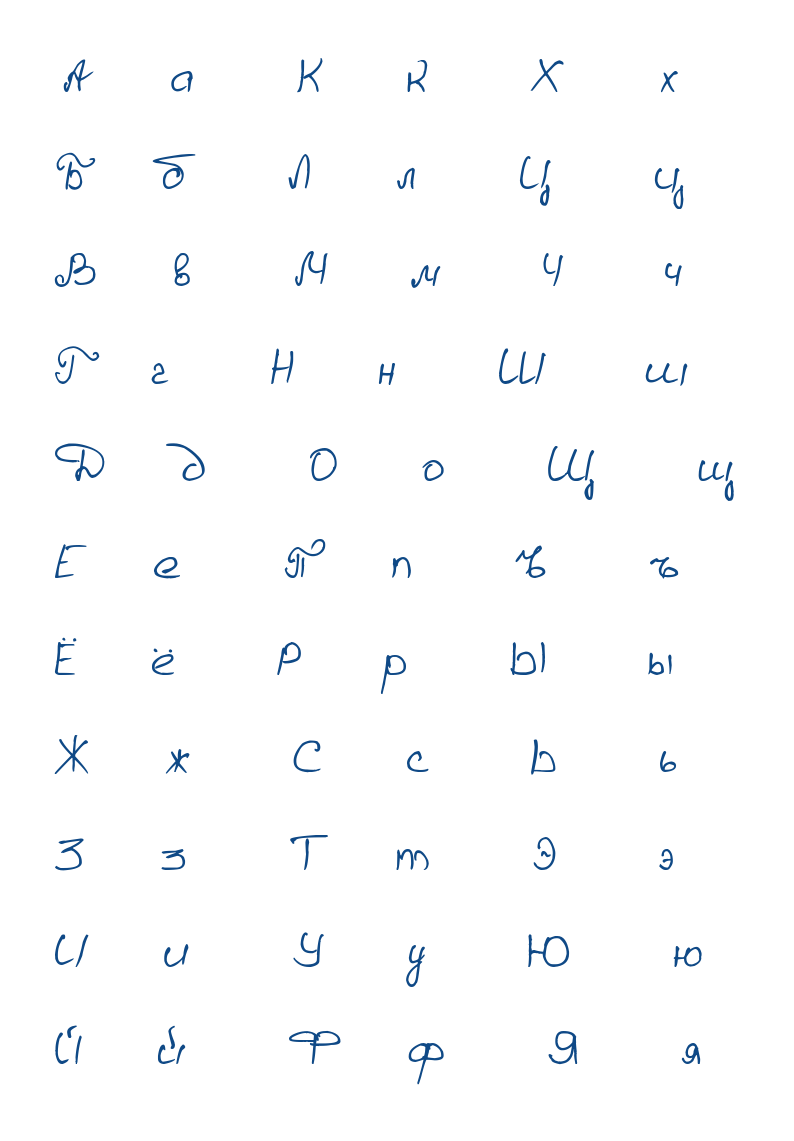 А а К к Х х
Б б Л л Ц ц
В в М м Ч ч
Г г Н н Ш ш
Д д О о Щ щ
Е е П п Ъ ъ
Ё ё Р р Ы ы
Ж ж С с Ь ь
З з Т т Э э
И и У у Ю ю
Й й Ф ф Я я